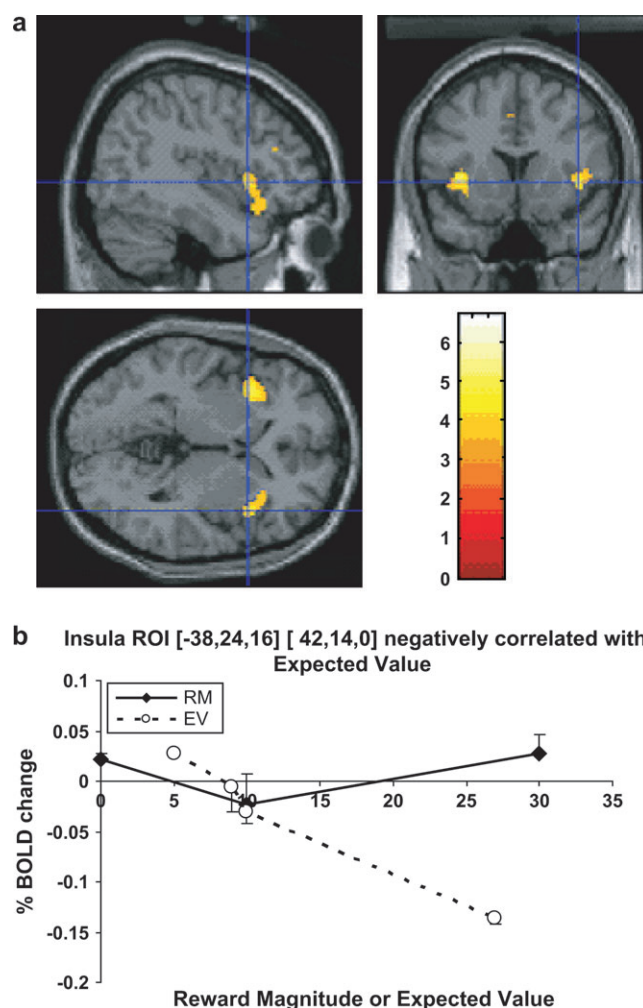 a
6
5
4
3
2
1
0
b Insula ROI [-38,24,16] [ 42,14,0] negatively correlated with
Expected Value
0.1
RM
EV
0.05
0
-0.05
-0.1
-0.15
-0.2
0 5 10 15 20 25 30 35
% BOLD change
Reward Magnitude or Expected Value